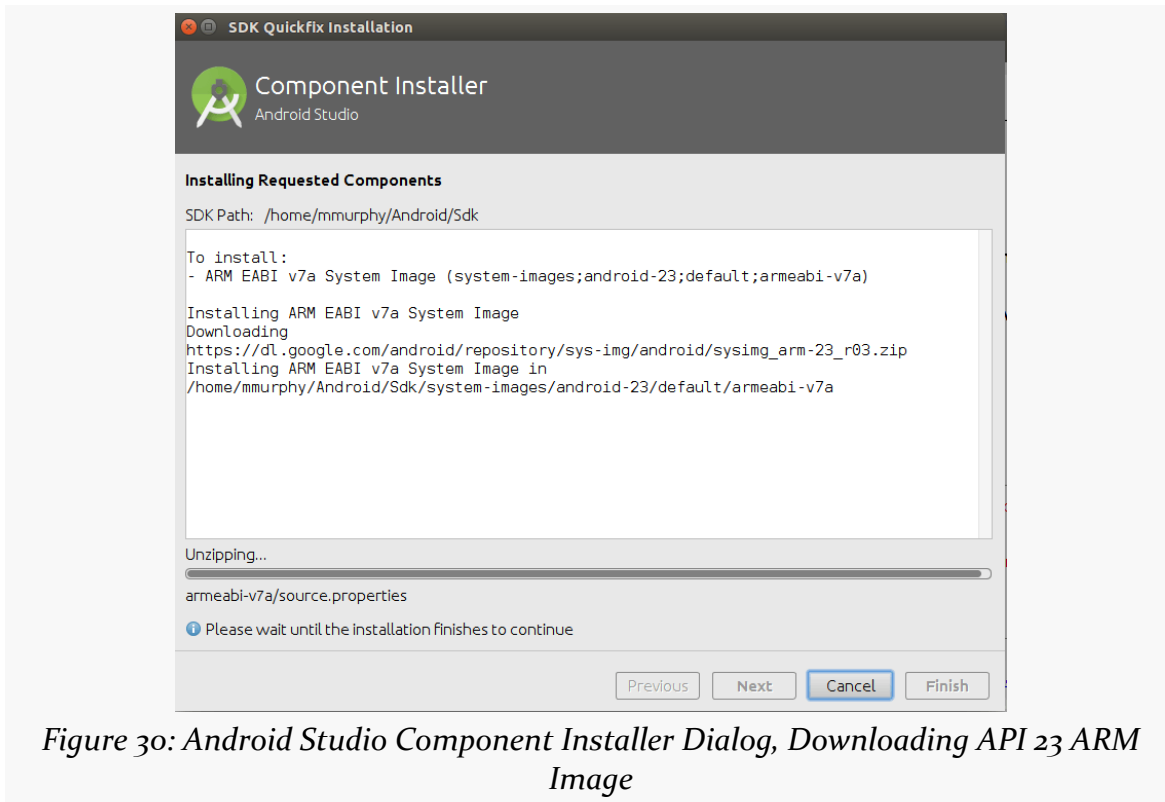 SDK Quickfix Installation
Component Installer
Android Studio
Installing Requested Components
SDK Path: /home/mmurphy/Android/Sdk
To install:
- ARM EABI v7a System Image (system-images;android-23;default;armeabi-v7a)
Installing ARM EABI v7a System Image
Downloading
https://dl.google.com/android/repository/sys-img/android/sysimg_arm-23_r03.zip
Installing ARM EABI v7a System Image in
/home/mmurphy/Android/Sdk/system-images/android-23/default/armeabi-v7a
Unzipping...
armeabi-v7a/source.properties
Please wait until the installation finishes to continue
Previous Next Cancel Finish
Figure 30: Android Studio Component Installer Dialog, Downloading API 23 ARM
Image